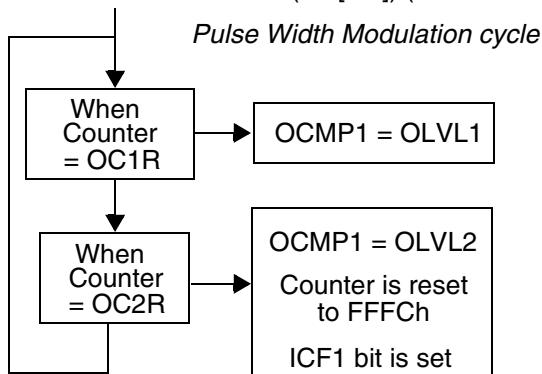 Pulse Width Modulation cycle
When
Counter
= OC1R
OCMP1 = OLVL1
When
Counter
= OC2R
OCMP1 = OLVL2
Counter is reset
to FFFCh
ICF1 bit is set